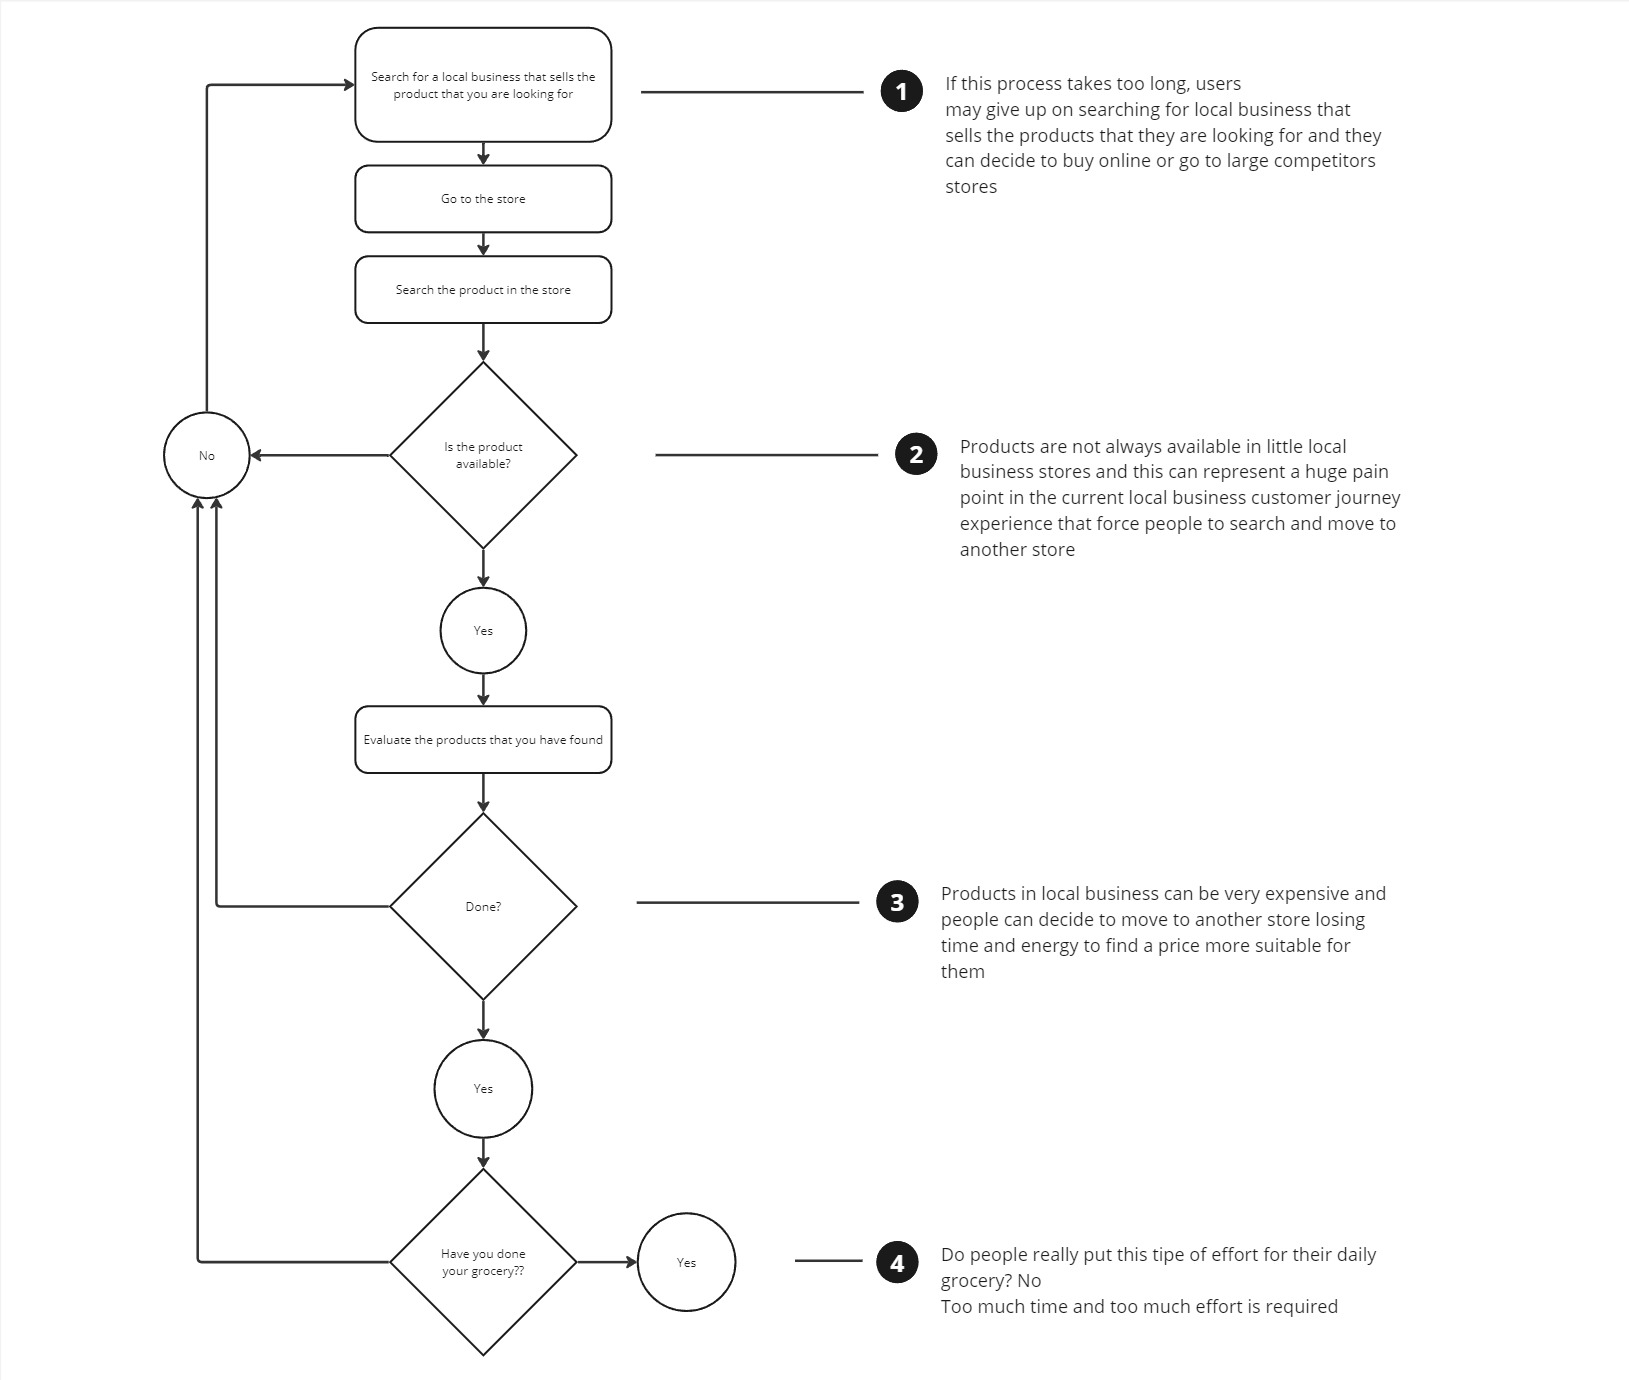 Search for a local business that sells the
product that you are looking for
1
If this process takes too long, users
may give up on searching for local business that
sells the products that they are looking for and they
can decide to buy online or go to large competitors
stores
Go to the store
Search the product in the store
Is the product
available?
No
2
Products are not always available in little local
business stores and this can represent a huge pain
point in the current local business customer journey
experience that force people to search and move to
another store
Yes
Evaluate the products that you have found
Done?
3
Products in local business can be very expensive and
people can decide to move to another store losing
time and energy to find a price more suitable for
them
Yes
Have you done
your grocery??
Yes
4
Do people really put this tipe of effort for their daily
grocery? No
Too much time and too much effort is required